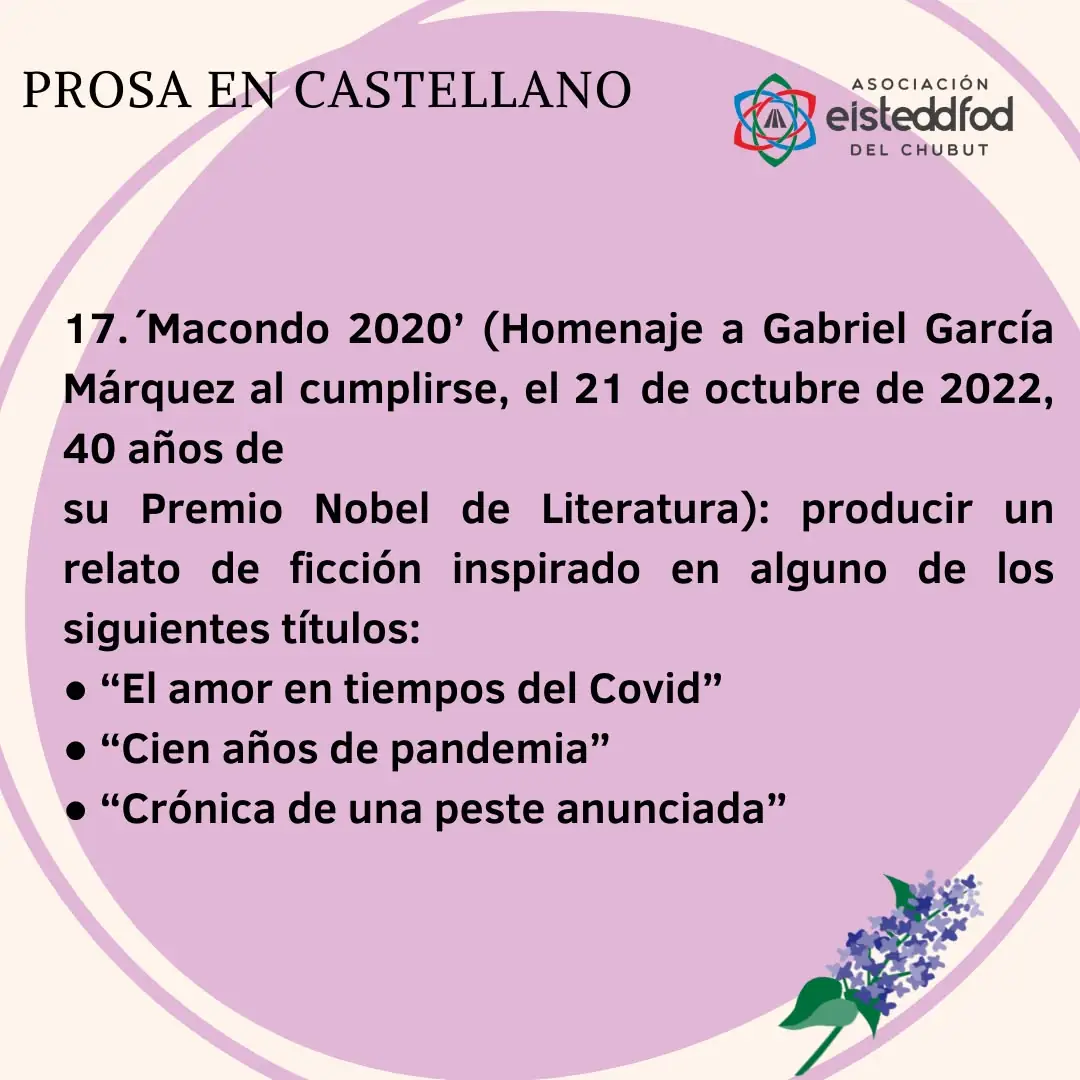 PROSA EN CASTELLANO
ASOCIACIÓN
eisteddfod
DEL CHUBUT
17.´Macondo 2020’ (Homenaje a Gabriel García
Márquez al cumplirse, el 21 de octubre de 2022,
40 años de
su Premio Nobel de Literatura): producir un
relato de ficción inspirado en alguno de los
siguientes títulos:
● “El amor en tiempos del Covid”
● “Cien años de pandemia”
● “Crónica de una peste anunciada”